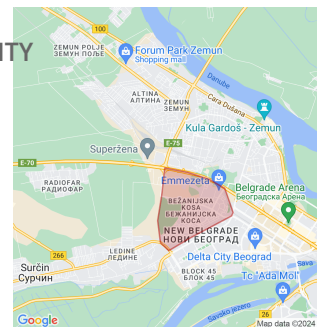 ITY
100
ZEMUN POLJE
ЗЕМУН ПОЉЕ
Forum Park Zemun
Shopping mall
Danube
ALTINA
АЛТИНА
ZEMUN
ЗЕМУН
Cara Dušana
Kula Gardoš - Zemun
E-75
Superžena
E-70
RADIOFAR
РАДИОФАР
Emmezeta
Belgrade Arena
Београдска Арена
BEŽANIJSKA
KOSA
БЕЖАНИЈСКА
КОСА
NEW BELGRADE
НОВИ БЕОГРАД
LEDINE
ЛЕДИНЕ
266
Delta City Beograd
Sava
Surčin
Сурчин
BLOCK 45
БЛОК 45
Tc "Ada Mol"
Savsko jezero
26
Google
Map data ©2024